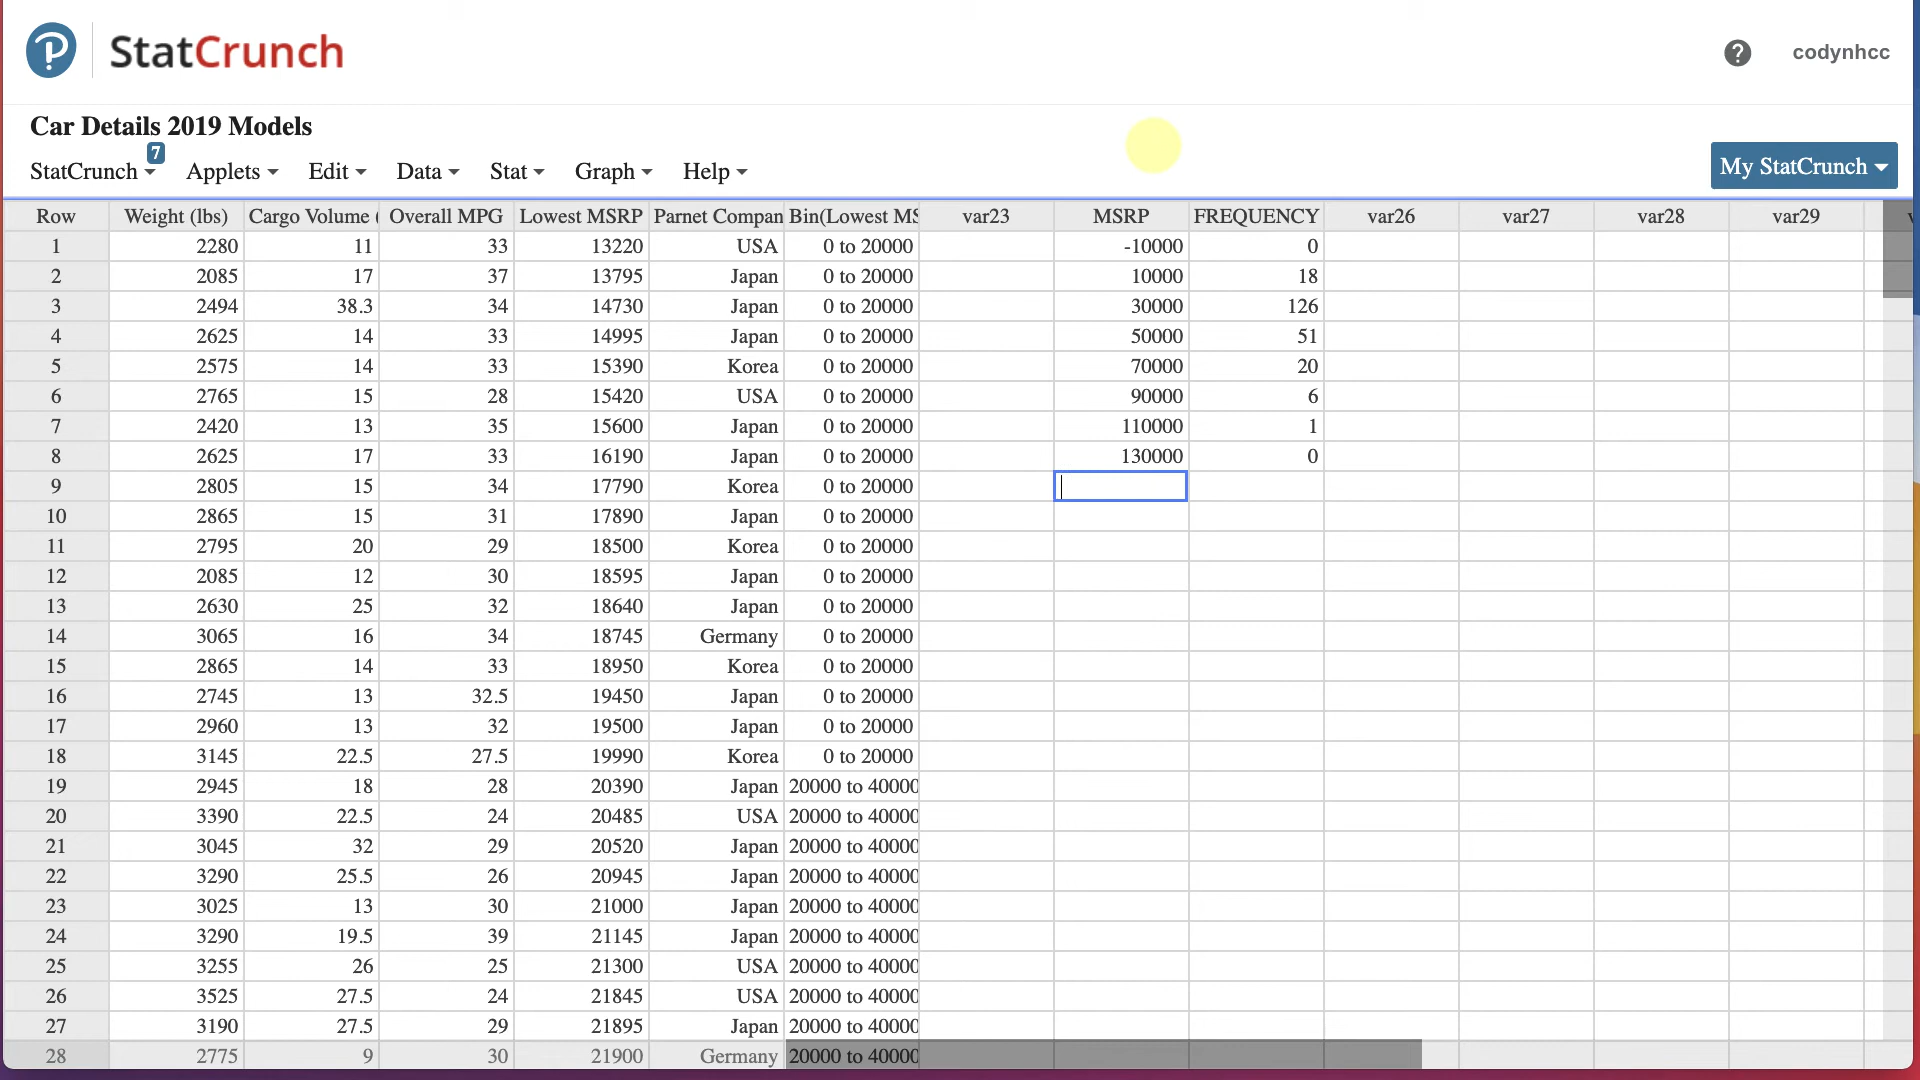 StatCrunch
codynhcc
Car Details 2019 Models
StatCrunch 7 Applets Edit Data Stat Graph Help My StatCrunch
Row Weight (lbs) Cargo Volume ( Overall MPG Lowest MSRP Parnet Compan Bin(Lowest MS var23 MSRP FREQUENCY var26 var27 var28 var29
1 2280 11 33 13220 USA 0 to 20000 -10000 0
2 2085 17 37 13795 Japan 0 to 20000 10000 18
3 2494 38.3 34 14730 Japan 0 to 20000 30000 126
4 2625 14 33 14995 Japan 0 to 20000 50000 51
5 2575 14 33 15390 Korea 0 to 20000 70000 20
6 2765 15 28 15420 USA 0 to 20000 90000 6
7 2420 13 35 15600 Japan 0 to 20000 110000 1
8 2625 17 33 16190 Japan 0 to 20000 130000 0
9 2805 15 34 17790 Korea 0 to 20000
10 2865 15 31 17890 Japan 0 to 20000
11 2795 20 29 18500 Korea 0 to 20000
12 2085 12 30 18595 Japan 0 to 20000
13 2630 25 32 18640 Japan 0 to 20000
14 3065 16 34 18745 Germany 0 to 20000
15 2865 14 33 18950 Korea 0 to 20000
16 2745 13 32.5 19450 Japan 0 to 20000
17 2960 13 32 19500 Japan 0 to 20000
18 3145 22.5 27.5 19990 Korea 0 to 20000
19 2945 18 28 20390 Japan 20000 to 40000
20 3390 22.5 24 20485 USA 20000 to 40000
21 3045 32 29 20520 Japan 20000 to 40000
22 3290 25.5 26 20945 Japan 20000 to 40000
23 3025 13 30 21000 Japan 20000 to 40000
24 3290 19.5 39 21145 Japan 20000 to 40000
25 3255 26 25 21300 USA 20000 to 40000
26 3525 27.5 24 21845 USA 20000 to 40000
27 3190 27.5 29 21895 Japan 20000 to 40000
28 2775 9 30 21900 Germany 20000 to 40000